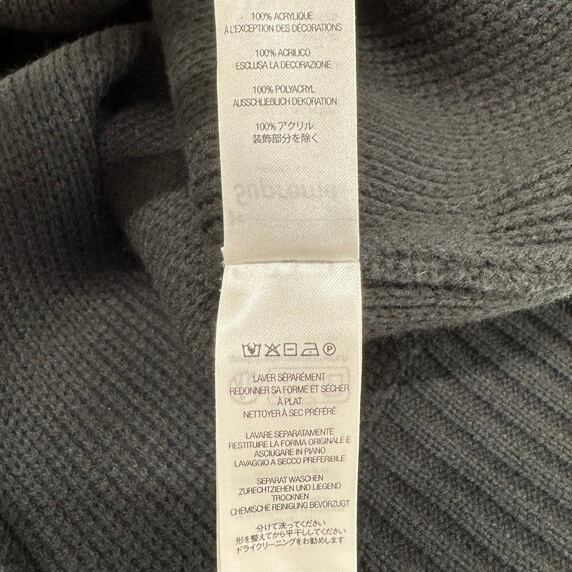 100% ACRYLIQUE
À L'EXCEPTION DES DÉCORATIONS
100% ACRILICO
ESCLUSA LA DECORAZIONE
100% POLYACRYL
AUSSCHLIEßLICH DEKORATION
100%アクリル
装飾部分を除く
Supreme
LAVER SÉPARÉMENT
REDONNER SA FORME ET SÉCHER
À PLAT
NETTOYER À SEC PRÉFÉRÉ
LAVARE SEPARATAMENTE
RESTITUIRE LA FORMA ORIGINALE E
ASCIUGARE IN PIANO
LAVAGGIO A SECCO PREFERIBILE
SEPARAT WASCHEN
ZURECHTZIEHEN UND LIEGEND
TROCKNEN
CHEMISCHE REINIGUNG BEVORZUGT
分けて洗ってください
形を整えてから平干ししてください
ドライクリーニングをお勧めします